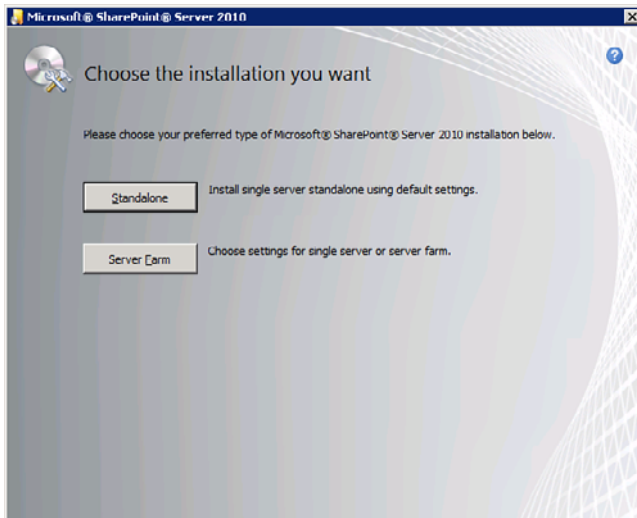 Microsoft® SharePoint® Server 2010
Choose the installation you want
Please choose your preferred type of Microsoft® SharePoint® Server 2010 installation below.
Standalone
Install single server standalone using default settings.
Server Farm
Choose settings for single server or server farm.